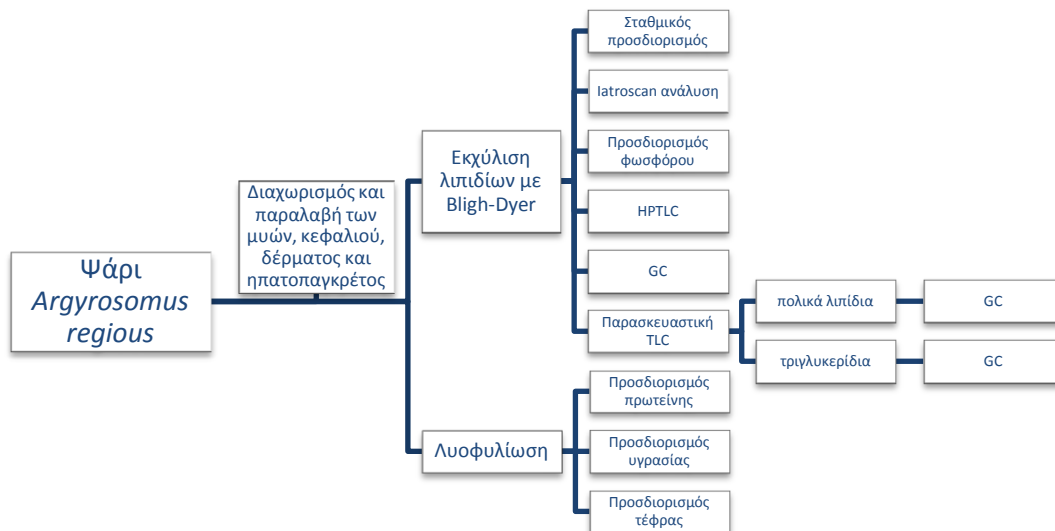 Ψάρι
Argyrosomus
regious
Διαχωρισμός και
παραλαβή των
μυών, κεφαλιού,
δέρματος και
ηπατοπαγκρέτος
Εκχύλιση
λιπιδίων με
Bligh-Dyer
Σταθμικός
προσδιορισμός
Iatroscan ανάλυση
Προσδιορισμός
φωσφόρου
HPTLC
GC
Παρασκευαστική
TLC
πολικά λιπίδια
GC
τριγλυκερίδια
GC
Λυοφυλίωση
Προσδιορισμός
πρωτείνης
Προσδιορισμός
υγρασίας
Προσδιορισμός
τέφρας